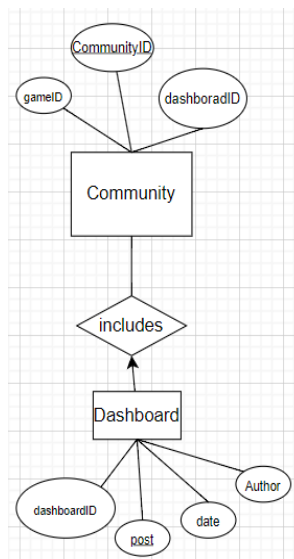 CommunityID
gameID
dashboradID
Community
includes
Dashboard
dashboardID
post
date
Author